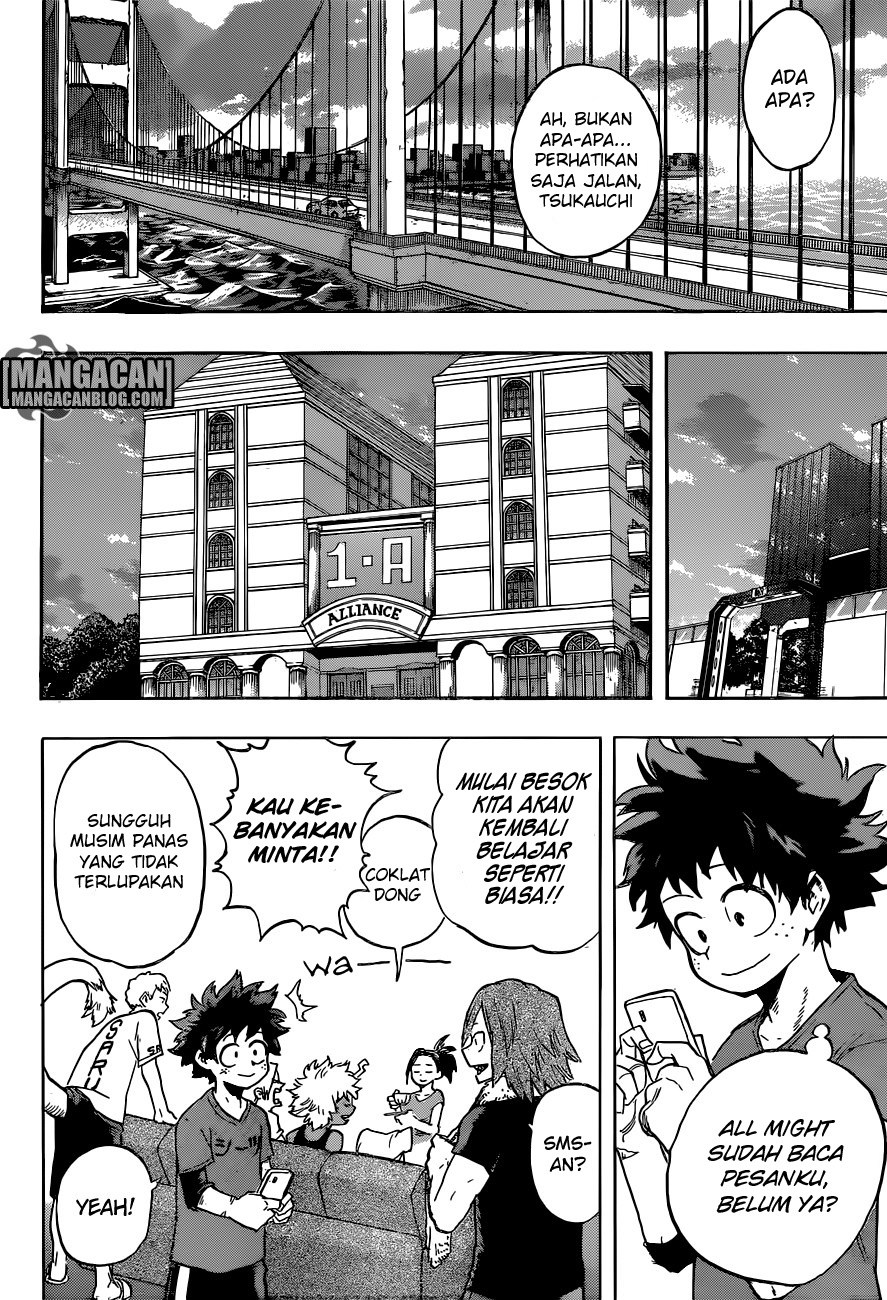 ADA
APA?
AH, BUKAN
APA-APA...
PERHATIKAN
SAJA JALAN,
TSUKAUCHI
MANGACAN
MANGACANBLOG.COM
1-A
ALLIANCE
ALL MIGHT
SUDAH BACA
PESANKU,
BELUM YA?
MULAI BESOK
KITA AKAN
KEMBALI
BELAJAR
SEPERTI
BIASA!!
COKLAT
DONG
KAU KE-
BANYAKAN
MINTA!!
SUNGGUH
MUSIM PANAS
YANG TIDAK
TERLUPAKAN
wa
SARU
SA
SMS-
AN?
YEAH!